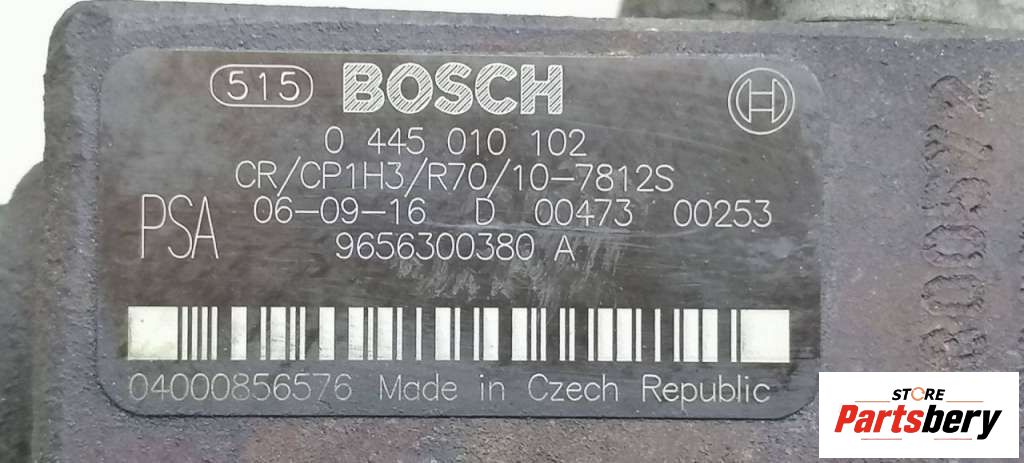 515 BOSCH
0 445 010 102
CR/CP1H3/R70/10-7812S
PSA 06-09-16 D 00473 00253
9656300380 A
04000856576 Made in Czech Republic
STORE
Partsbery